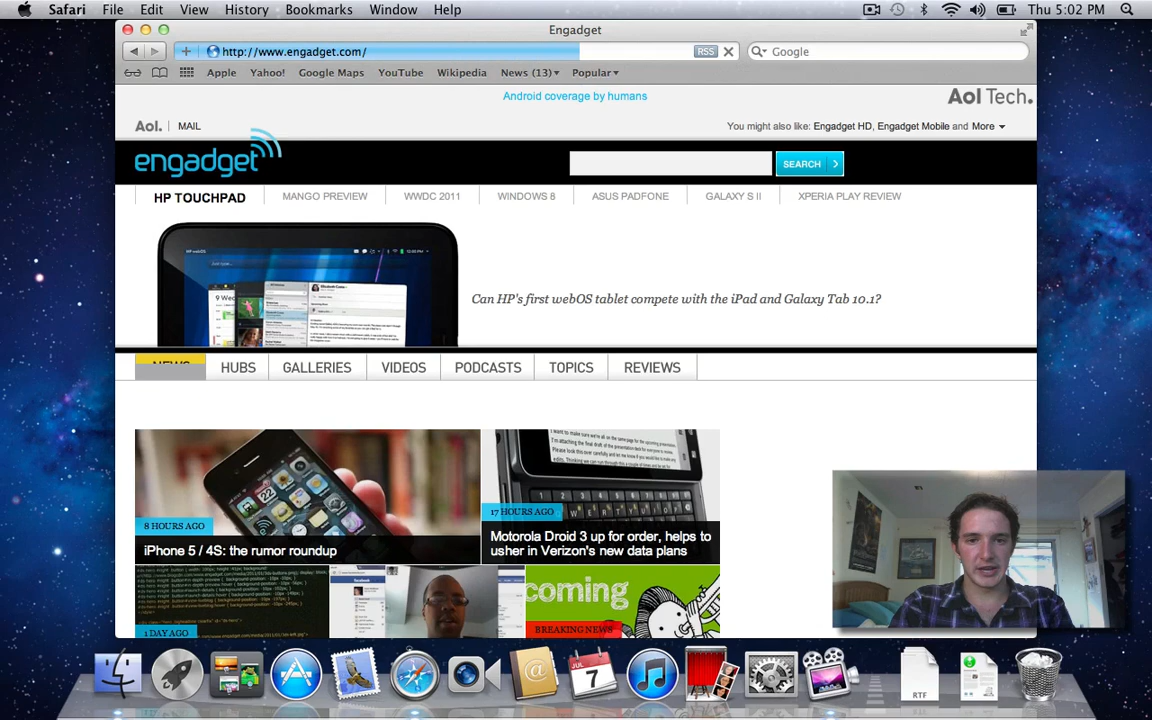 Safari File Edit View History Bookmarks Window Help Thu 5:02 PM
Engadget
http://www.engadget.com/ RSS Google
Apple Yahoo! Google Maps YouTube Wikipedia News (13) Popular
Android coverage by humans
Aol Tech.
Aol. MAIL You might also like: Engadget HD, Engadget Mobile and More
engadget SEARCH
HP TOUCHPAD MANGO PREVIEW WWDC 2011 WINDOWS 8 ASUS PADFONE GALAXY S II XPERIA PLAY REVIEW
Can HP's first webOS tablet compete with the iPad and Galaxy Tab 10.1?
NEWS HUBS GALLERIES VIDEOS PODCASTS TOPICS REVIEWS
8 HOURS AGO
iPhone 5 / 4S: the rumor roundup
17 HOURS AGO
Motorola Droid 3 up for order, helps to
usher in Verizon's new data plans
1 DAY AGO
coming
BREAKING NEWS
JUL
7
RTF